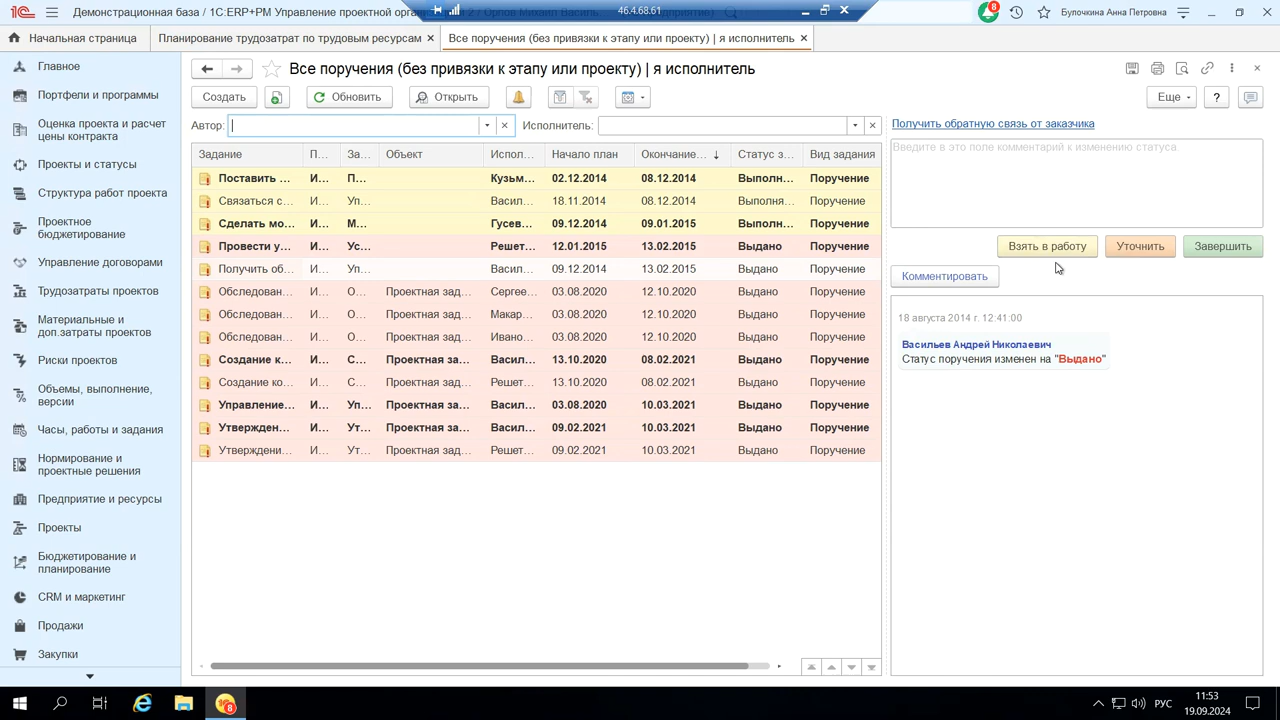 Демонстрационная база / 1С:ERP+PM Управление проектной орга
46.4.68.61
Булочкина Анна Петровна
8
Начальная страница
Планирование трудозатрат по трудовым ресурсам
Все поручения (без привязки к этапу или проекту) | я исполнитель
Главное
Портфели и программы
Оценка проекта и расчет
цены контракта
Проекты и статусы
Структура работ проекта
Проектное
бюджетирование
Управление договорами
Трудозатраты проектов
Материальные и
доп.затраты проектов
Риски проектов
Объемы, выполнение,
версии
Часы, работы и задания
Нормирование и
проектные решения
Предприятие и ресурсы
Проекты
Бюджетирование и
планирование
CRM и маркетинг
Продажи
Закупки
Все поручения (без привязки к этапу или проекту) | я исполнитель
Создать Обновить Открыть Еще ?
Автор: Исполнитель:
Задание П... За... Объект Испол... Начало план Окончание... Статус з... Вид задания
Поставить ... И... П... Кузьм... 02.12.2014 08.12.2014 Выполн... Поручение
Связаться с... И... Уп... Васил... 18.11.2014 08.12.2014 Выполня... Поручение
Сделать мо... И... М... Гусев... 09.12.2014 09.01.2015 Выполн... Поручение
Провести у... И... Ус... Решет... 12.01.2015 13.02.2015 Выдано Поручение
Получить об... И... Уп... Васил... 09.12.2014 13.02.2015 Выдано Поручение
Обследован... И... О... Проектная зад... Сергее... 03.08.2020 12.10.2020 Выдано Поручение
Обследован... И... О... Проектная зад... Макар... 03.08.2020 12.10.2020 Выдано Поручение
Обследован... И... О... Проектная зад... Ивано... 03.08.2020 12.10.2020 Выдано Поручение
Создание к... И... С... Проектная за... Васил... 13.10.2020 08.02.2021 Выдано Поручение
Создание ко... И... С... Проектная зад... Решет... 13.10.2020 08.02.2021 Выдано Поручение
Управление... И... Уп... Проектная за... Васил... 03.08.2020 10.03.2021 Выдано Поручение
Утвержден... И... Ут... Проектная за... Васил... 09.02.2021 10.03.2021 Выдано Поручение
Утверждени... И... Ут... Проектная зад... Решет... 09.02.2021 10.03.2021 Выдано Поручение
Получить обратную связь от заказчика
Введите в это поле комментарий к изменению статуса
Взять в работу Уточнить Завершить
Комментировать
18 августа 2014 г. 12:41:00
Васильев Андрей Николаевич
Статус поручения изменен на "Выдано"
8
РУС
11:53
19.09.2024